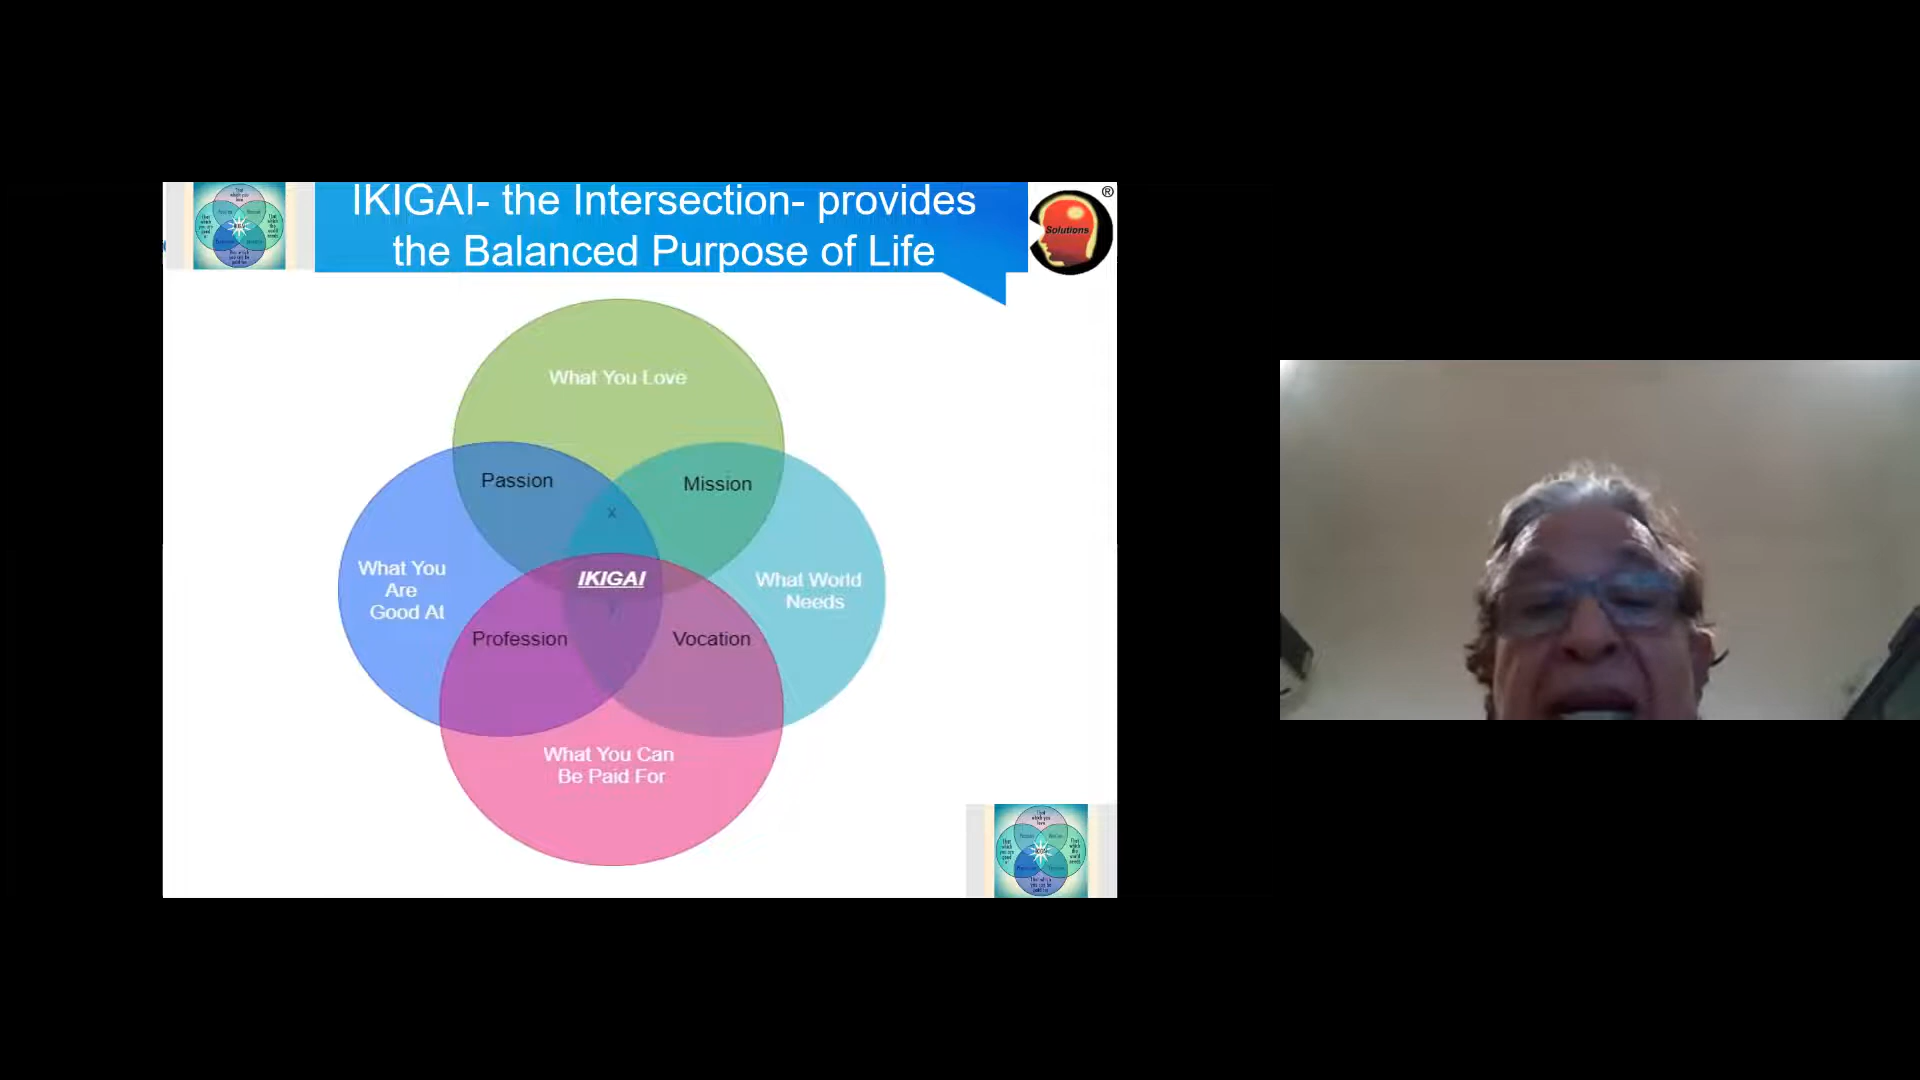 IKIGAI- the Intersection- provides
the Balanced Purpose of Life
®
Solutions
What You Love
Passion
Mission
x
What You
Are
Good At
IKIGAI
What World
Needs
Profession
Vocation
What You Can
Be Paid For